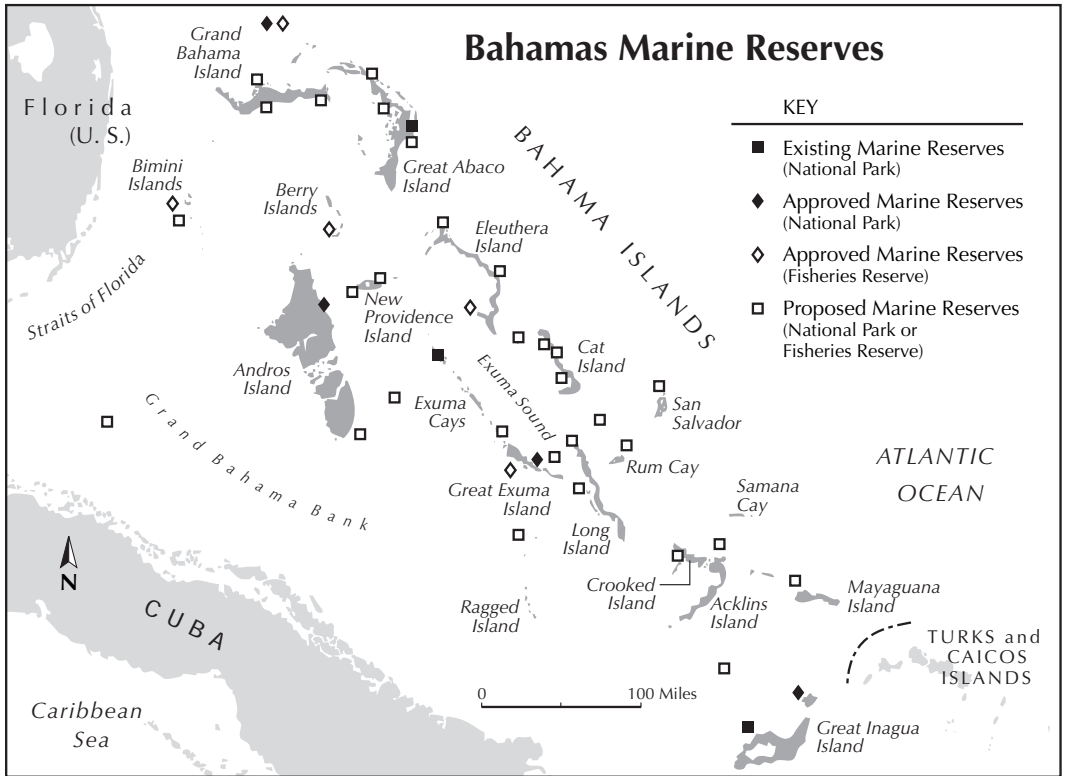 Bahamas Marine Reserves
Grand
Bahama
Island
Florida
(U. S.)
KEY
Existing Marine Reserves
(National Park)
Approved Marine Reserves
(National Park)
Approved Marine Reserves
(Fisheries Reserve)
Proposed Marine Reserves
(National Park or
Fisheries Reserve)
BAHAMA ISLANDS
Great Abaco
Island
Bimini
Islands
Berry
Islands
Eleuthera
Island
Straits of Florida
New
Providence
Island
Cat
Island
Andros
Island
Exuma Sound
Exuma
Cays
San
Salvador
Grand Bahama Bank
Rum Cay
ATLANTIC
OCEAN
Great Exuma
Island
Samana
Cay
Long
Island
N
CUBA
Crooked
Island
Acklins
Island
Mayaguana
Island
Ragged
Island
TURKS and
CAICOS
ISLANDS
0 100 Miles
Caribbean
Sea
Great Inagua
Island